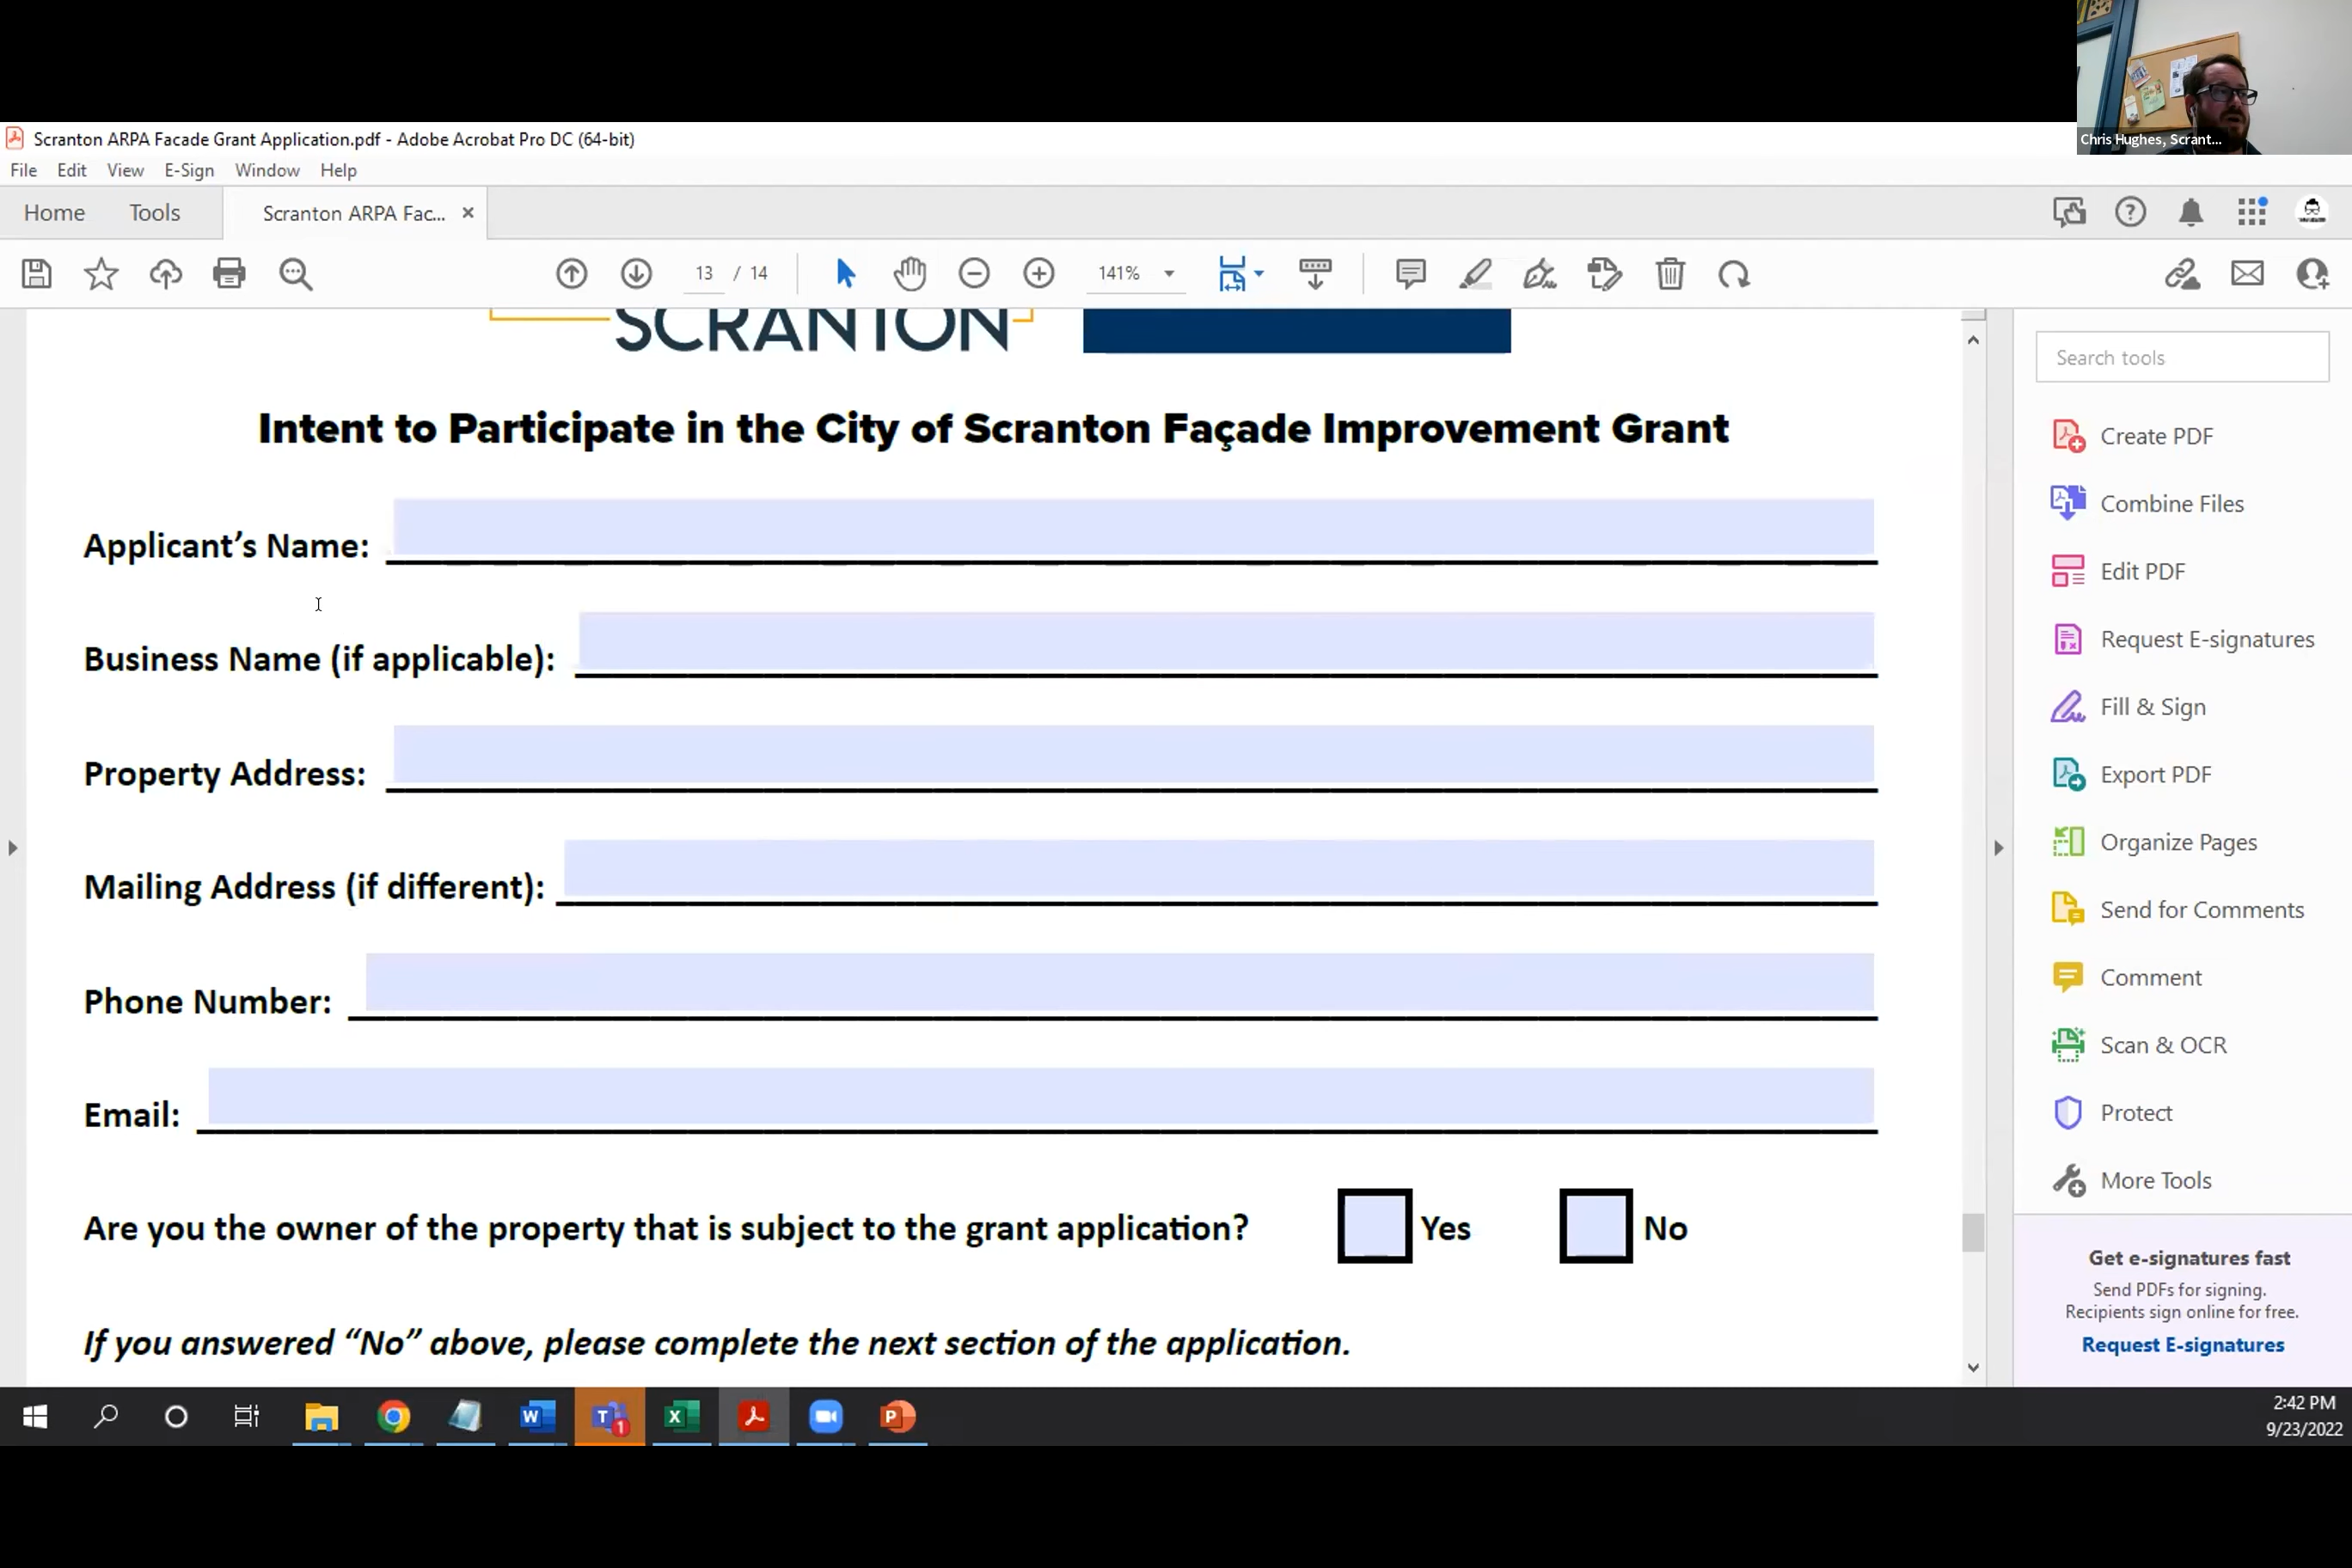 Chris Hughes, Scrant...
Scranton ARPA Facade Grant Application.pdf - Adobe Acrobat Pro DC (64-bit)
File Edit View E-Sign Window Help
Home Tools Scranton ARPA Fac... ×
13 / 14 141%
SCRANTON
Intent to Participate in the City of Scranton Façade Improvement Grant
Applicant’s Name:
Business Name (if applicable):
Property Address:
Mailing Address (if different):
Phone Number:
Email:
Are you the owner of the property that is subject to the grant application? Yes No
If you answered “No” above, please complete the next section of the application.
Search tools
Create PDF
Combine Files
Edit PDF
Request E-signatures
Fill & Sign
Export PDF
Organize Pages
Send for Comments
Comment
Scan & OCR
Protect
More Tools
Get e-signatures fast
Send PDFs for signing.
Recipients sign online for free.
Request E-signatures
2:42 PM
9/23/2022